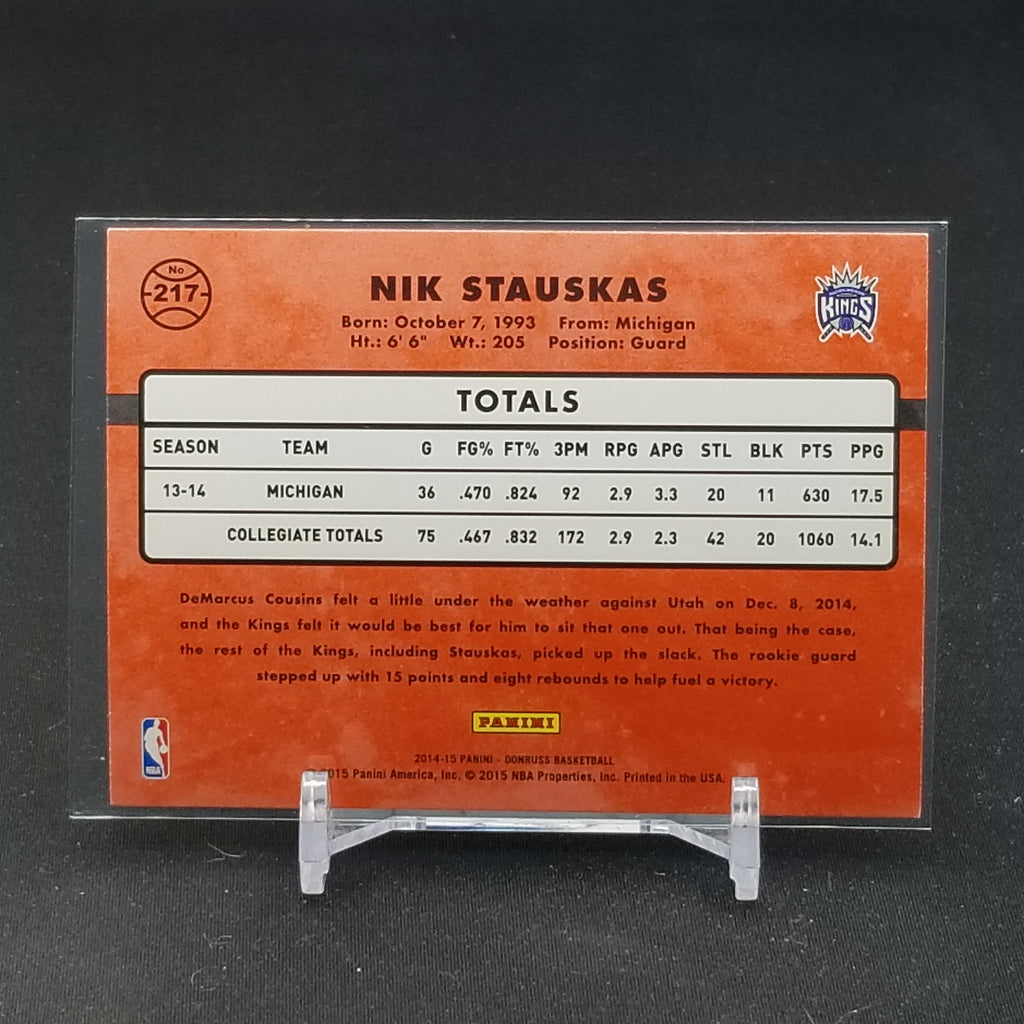 No
217
NIK STAUSKAS
Born: October 7, 1993 From: Michigan
Ht.: 6' 6" Wt.: 205 Position: Guard
KINGS
TOTALS
SEASON TEAM G FG% FT% 3PM RPG APG STL BLK PTS PPG
13-14 MICHIGAN 36 .470 .824 92 2.9 3.3 20 11 630 17.5
COLLEGIATE TOTALS 75 .467 .832 172 2.9 2.3 42 20 1060 14.1
DeMarcus Cousins felt a little under the weather against Utah on Dec. 8, 2014,
and the Kings felt it would be best for him to sit that one out. That being the case,
the rest of the Kings, including Stauskas, picked up the slack. The rookie guard
stepped up with 15 points and eight rebounds to help fuel a victory.
PANINI
NBA
2014-15 PANINI - DONRUSS BASKETBALL
2015 Panini America, Inc. © 2015 NBA Properties, Inc. Printed in the USA.